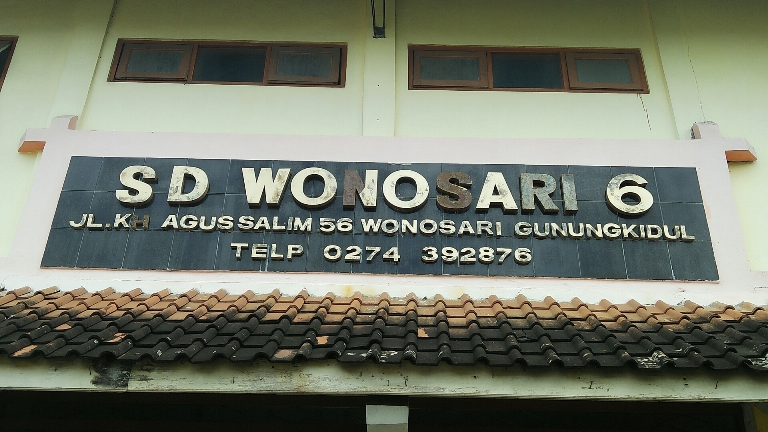 SD WONOSARI 6
JL.KH AGUS SALIM 56 WONOSARI GUNUNGKIDUL
TELP 0274 392876